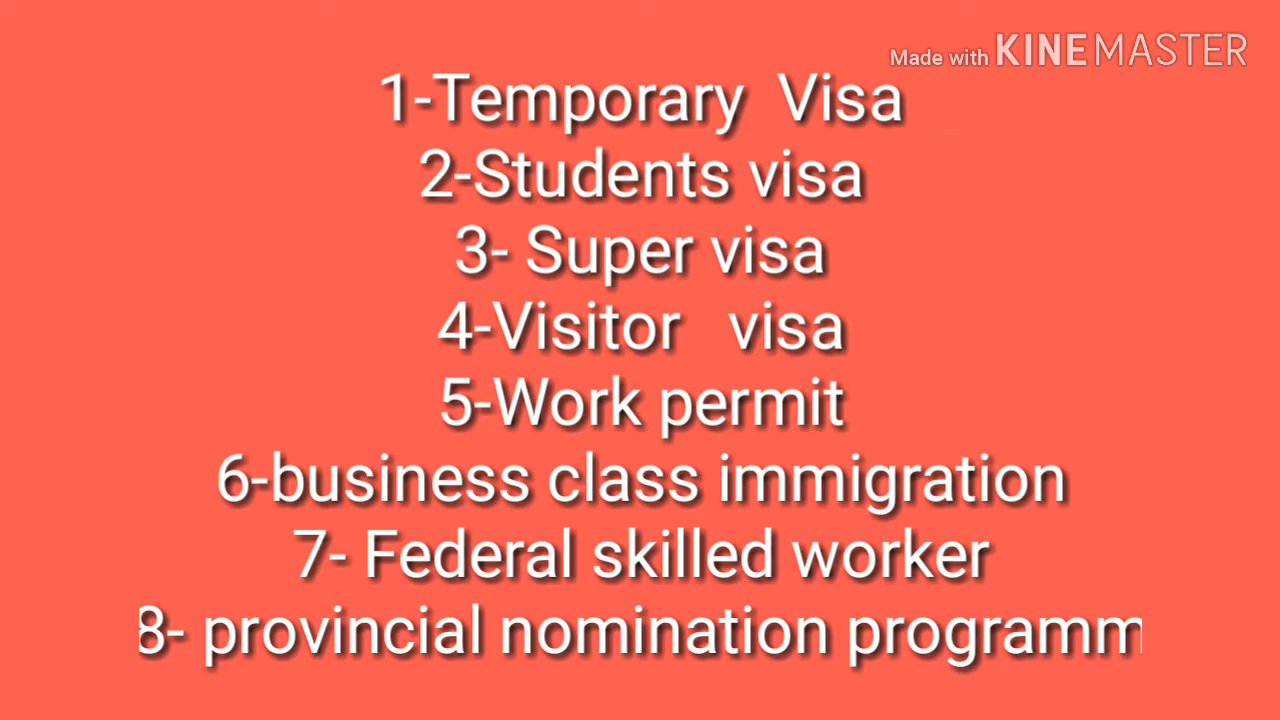 Made with KINEMASTER
1-Temporary Visa
2-Students visa
3- Super visa
4-Visitor visa
5-Work permit
6-business class immigration
7- Federal skilled worker
8- provincial nomination programm